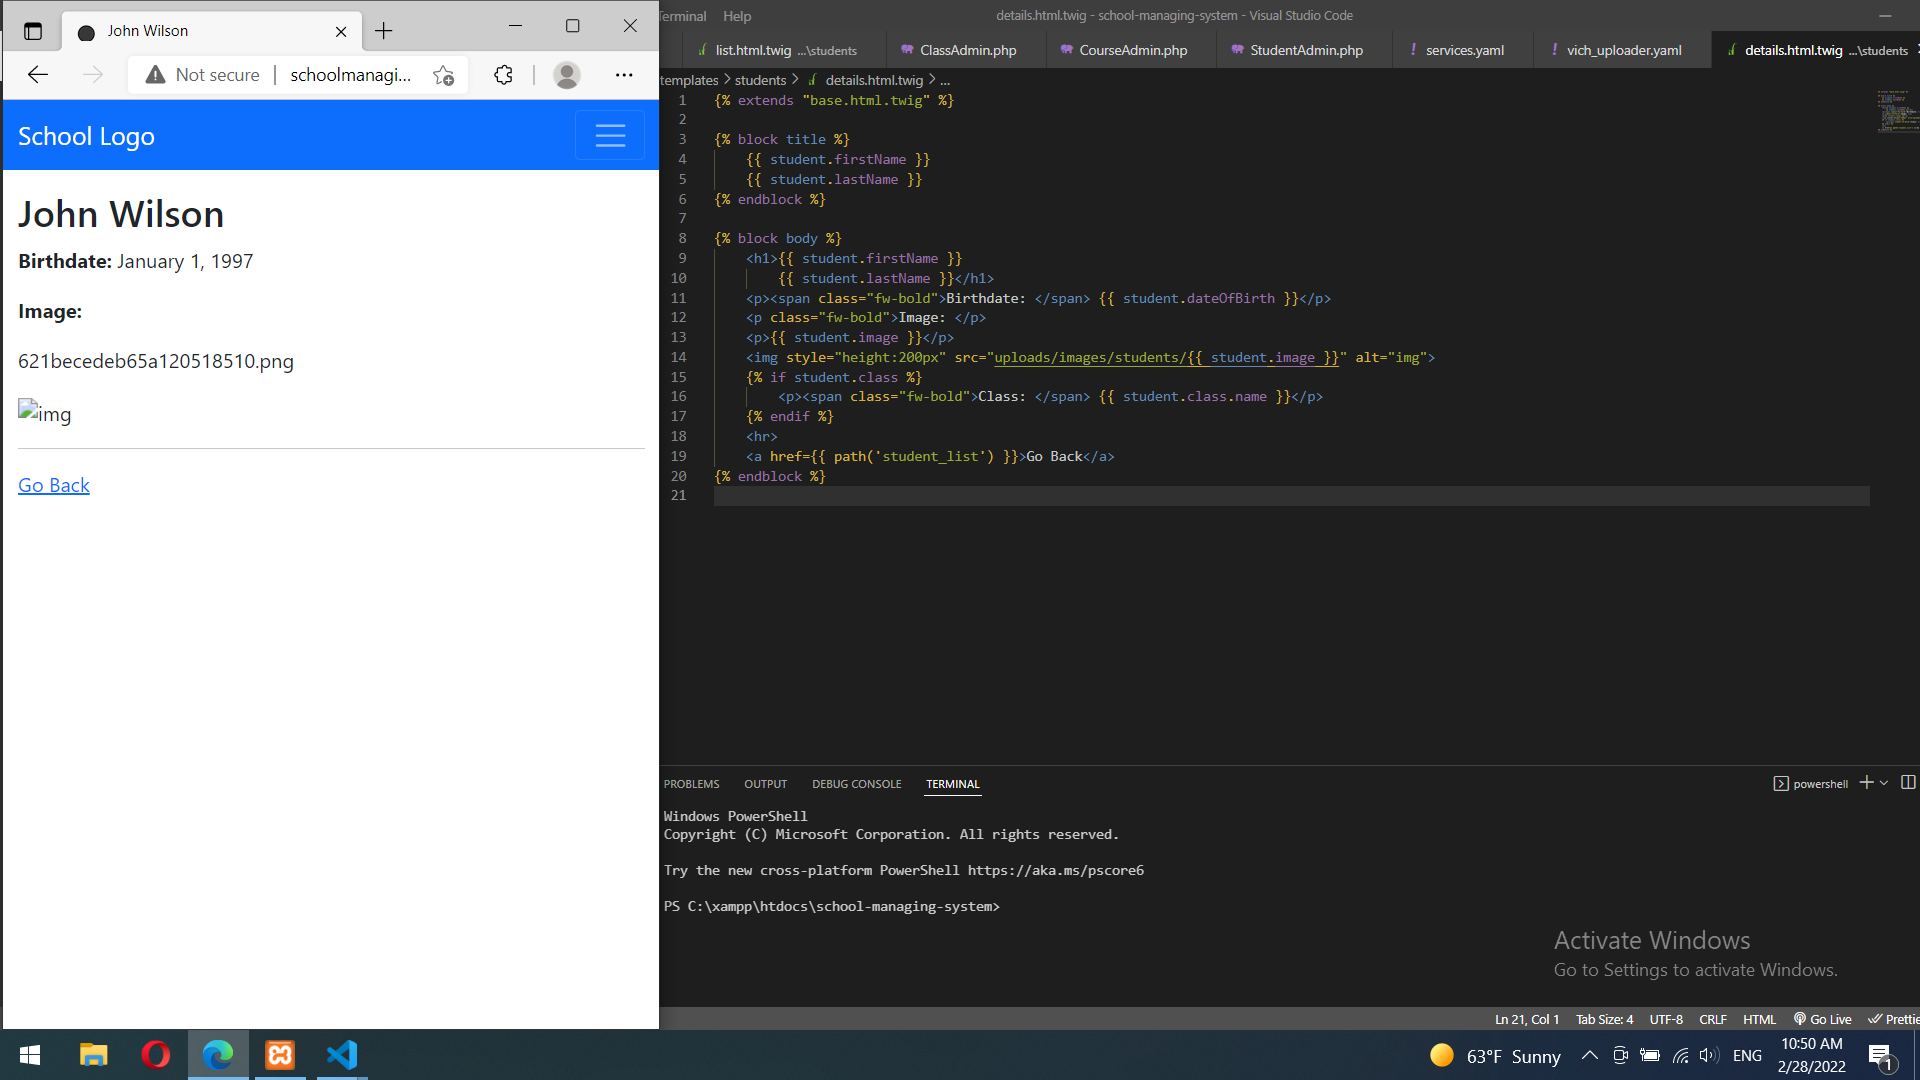 John Wilson
Not secure
schoolmanagi...
School Logo
John Wilson
Birthdate: January 1, 1997
Image:
621becedeb65a120518510.png
img
Go Back
Terminal Help
details.html.twig - school-managing-system - Visual Studio Code
list.html.twig ...\students
ClassAdmin.php
CourseAdmin.php
StudentAdmin.php
! services.yaml
! vich_uploader.yaml
details.html.twig ...\students
templates > students > details.html.twig > ...
1 {% extends "base.html.twig" %}
2
3 {% block title %}
4 {{ student.firstName }}
5 {{ student.lastName }}
6 {% endblock %}
7
8 {% block body %}
9 <h1>{{ student.firstName }}
10 {{ student.lastName }}</h1>
11 <p><span class="fw-bold">Birthdate: </span> {{ student.dateOfBirth }}</p>
12 <p class="fw-bold">Image: </p>
13 <p>{{ student.image }}</p>
14 <img style="height:200px" src="uploads/images/students/{{ student.image }}" alt="img">
15 {% if student.class %}
16 <p><span class="fw-bold">Class: </span> {{ student.class.name }}</p>
17 {% endif %}
18 <hr>
19 <a href={{ path('student_list') }}>Go Back</a>
20 {% endblock %}
21
PROBLEMS OUTPUT DEBUG CONSOLE TERMINAL
powershell
Windows PowerShell
Copyright (C) Microsoft Corporation. All rights reserved.
Try the new cross-platform PowerShell https://aka.ms/pscore6
PS C:\xampp\htdocs\school-managing-system>
Activate Windows
Go to Settings to activate Windows.
Ln 21, Col 1 Tab Size: 4 UTF-8 CRLF HTML Go Live Prettie
63°F Sunny
ENG
10:50 AM
2/28/2022
1